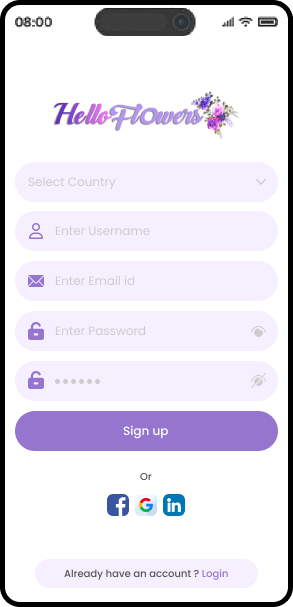 08:00
HelloFlowers
Select Country
Enter Username
Enter Email id
Enter Password
Sign up
Or
f G in
Already have an account ? Login